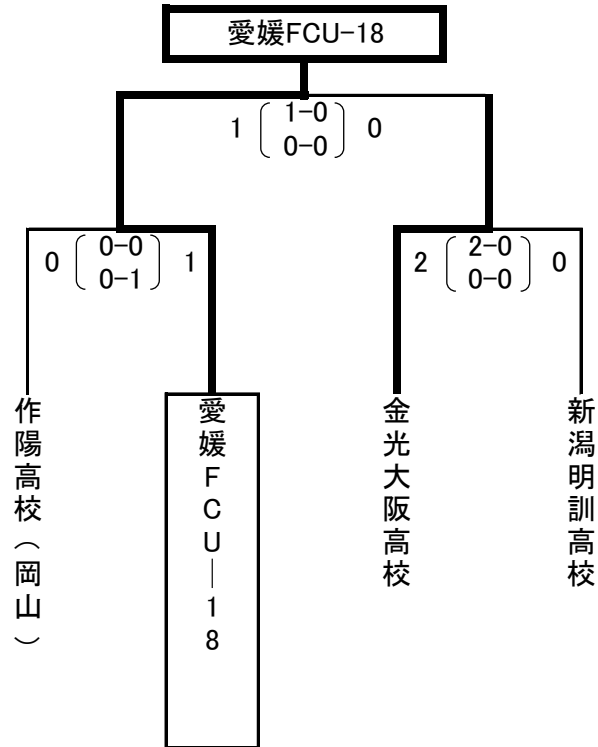 愛媛FCU-18
1 1-0 0
0-0
0 0-0 1
0-1
2 2-0 0
0-0
作陽高校(岡山)
愛媛FCU-18
金光大阪高校
新潟明訓高校